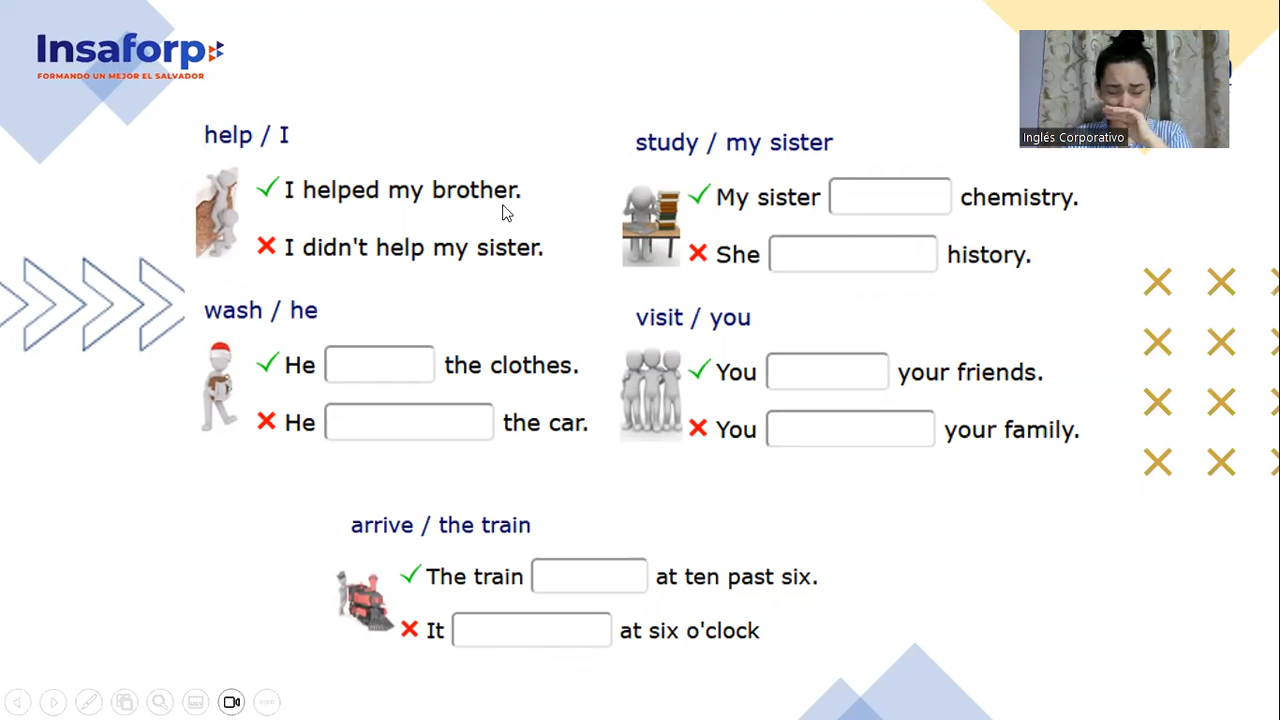 Insaforp
FORMANDO UN MEJOR EL SALVADOR
Inglés Corporativo
help / I
I helped my brother.
I didn't help my sister.
study / my sister
My sister chemistry.
She history.
wash / he
He the clothes.
He the car.
visit / you
You your friends.
You your family.
arrive / the train
The train at ten past six.
It at six o'clock